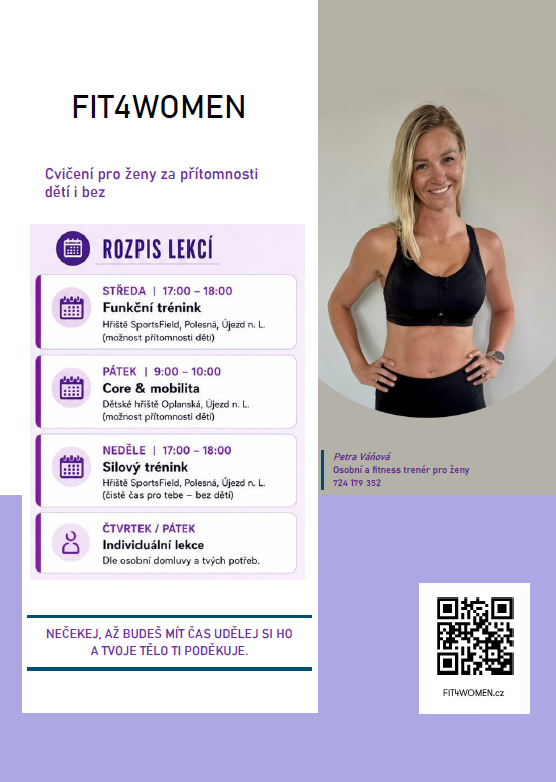 FIT4WOMEN
Cvičení pro ženy za přítomnosti
dětí i bez
ROZPIS LEKCÍ
STŘEDA | 17:00 – 18:00
Funkční trénink
Hřiště SportsField, Polesná, Újezd n. L.
(možnost přítomnosti dětí)
PÁTEK | 9:00 – 10:00
Core & mobilita
Dětské hřiště Oplanská, Újezd n. L.
(možnost přítomnosti dětí)
NEDĚLE | 17:00 – 18:00
Silový trénink
Hřiště SportsField, Polesná, Újezd n. L.
(čistě čas pro tebe – bez dětí)
ČTVRTEK / PÁTEK
Individuální lekce
Dle osobní domluvy a tvých potřeb.
NEČEKEJ, AŽ BUDEŠ MÍT ČAS UDĚLEJ SI HO
A TVOJE TĚLO TI PODĚKUJE.
Petra Váňová
Osobní a fitness trenér pro ženy
724 179 352
FIT4WOMEN.cz